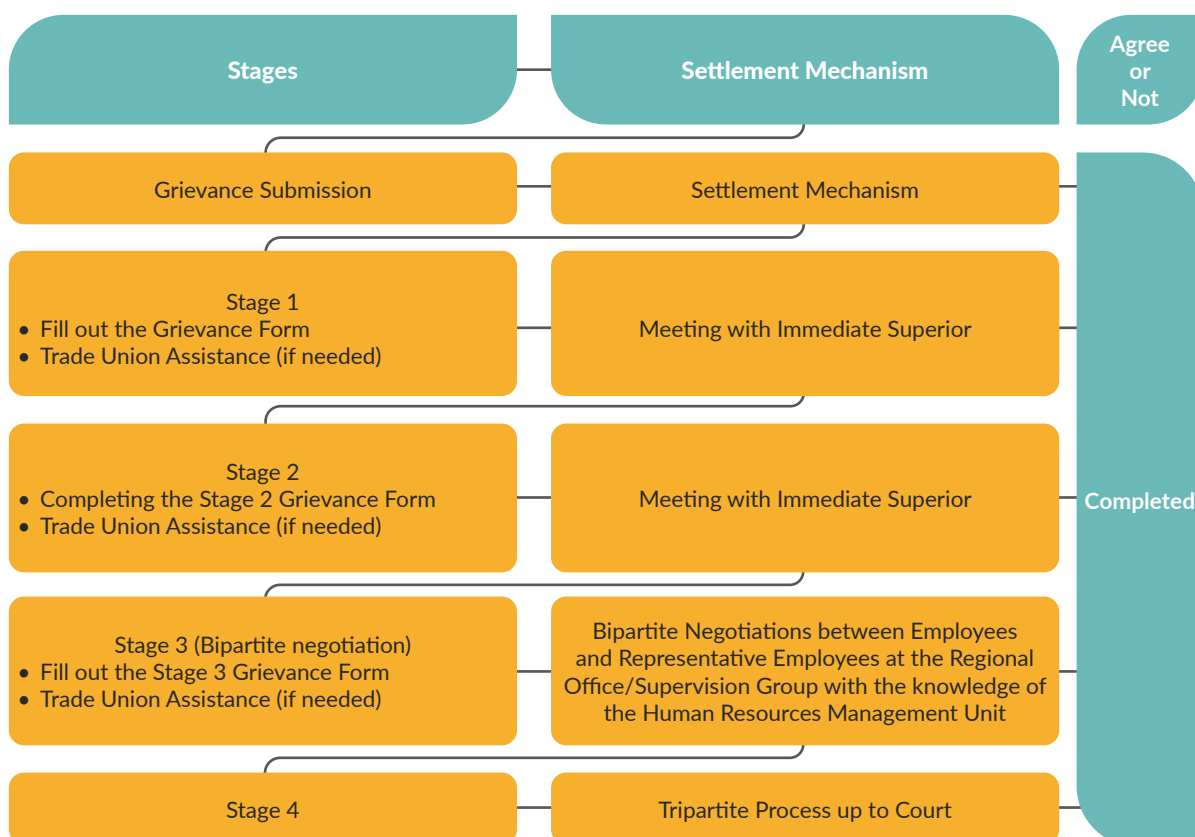 Stages
Settlement Mechanism
Agree
or
Not
Grievance Submission
Settlement Mechanism
Stage 1
• Fill out the Grievance Form
• Trade Union Assistance (if needed)
Meeting with Immediate Superior
Stage 2
• Completing the Stage 2 Grievance Form
• Trade Union Assistance (if needed)
Meeting with Immediate Superior
Completed
Stage 3 (Bipartite negotiation)
• Fill out the Stage 3 Grievance Form
• Trade Union Assistance (if needed)
Bipartite Negotiations between Employees
and Representative Employees at the Regional
Office/Supervision Group with the knowledge of
the Human Resources Management Unit
Stage 4
Tripartite Process up to Court